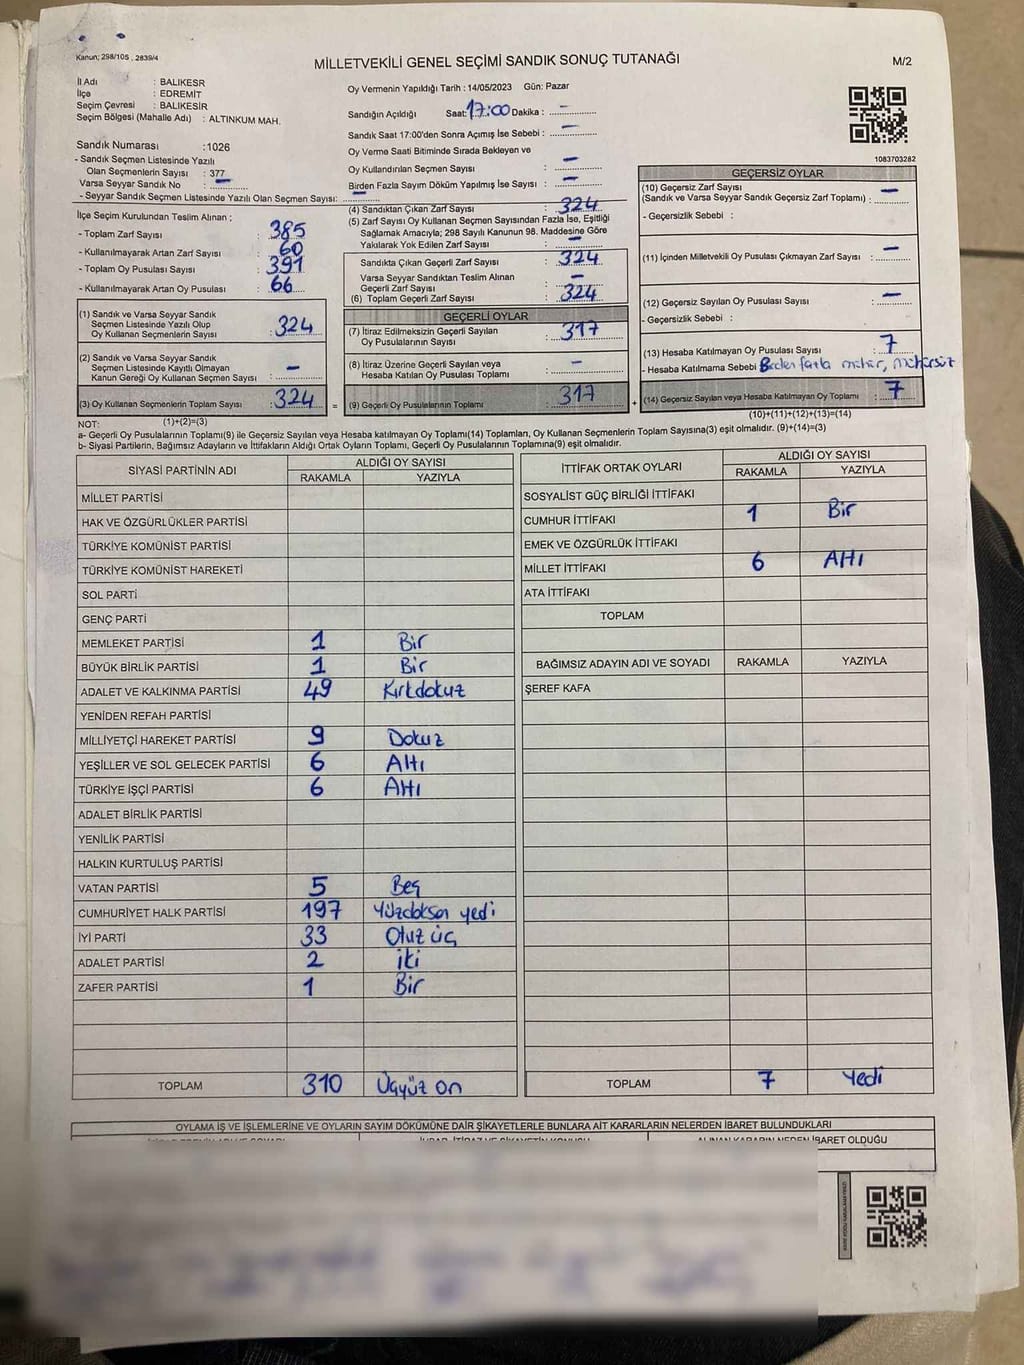 Kanun; 298/105 , 2839/4
MİLLETVEKİLİ GENEL SEÇİMİ SANDIK SONUÇ TUTANAĞI
M/2
İl Adı : BALIKESR
İlçe : EDREMIT
Seçim Çevresi : BALIKESİR
Seçim Bölgesi (Mahalle Adı) : ALTINKUM MAH.
Sandık Numarası :1026
- Sandık Seçmen Listesinde Yazılı
Olan Seçmenlerin Sayısı : 377
Varsa Seyyar Sandık No : –
- Seyyar Sandık Seçmen Listesinde Yazılı Olan Seçmen Sayısı: –
Oy Vermenin Yapıldığı Tarih : 14/05/2023 Gün: Pazar
Sandığın Açıldığı Saat: 17:00 Dakika : –
Sandık Saat 17:00'den Sonra Açımış İse Sebebi : –
Oy Verme Saati Bitiminde Sırada Bekleyen ve
Oy Kullandırılan Seçmen Sayısı : –
Birden Fazla Sayım Döküm Yapılmış İse Sayısı : –
1083703282
İlçe Seçim Kurulundan Teslim Alınan ;
- Toplam Zarf Sayısı : 385
- Kullanılmayarak Artan Zarf Sayısı : 60
- Toplam Oy Pusulası Sayısı : 391
- Kullanılmayarak Artan Oy Pusulası : 66
(1) Sandık ve Varsa Seyyar Sandık
Seçmen Listesinde Yazılı Olup
Oy Kullanan Seçmenlerin Sayısı : 324
(2) Sandık ve Varsa Seyyar Sandık
Seçmen Listesinde Kayıtlı Olmayan
Kanun Gereği Oy Kullanan Seçmen Sayısı : –
(3) Oy Kullanan Seçmenlerin Toplam Sayısı : 324
(1)+(2)=(3)
(4) Sandıktan Çıkan Zarf Sayısı : 324
(5) Zarf Sayısı Oy Kullanan Seçmen Sayısından Fazla İse, Eşitliği
Sağlamak Amacıyla; 298 Sayılı Kanunun 98. Maddesine Göre
Yakılarak Yok Edilen Zarf Sayısı : –
Sandıkta Çıkan Geçerli Zarf Sayısı : 324
Varsa Seyyar Sandıktan Teslim Alınan
Geçerli Zarf Sayısı : –
(6) Toplam Geçerli Zarf Sayısı : 324
GEÇERLİ OYLAR
(7) İtiraz Edilmeksizin Geçerli Sayılan
Oy Pusulalarının Sayısı : 317
(8) İtiraz Üzerine Geçerli Sayılan veya
Hesaba Katılan Oy Pusulası Toplamı : –
= (9) Geçerli Oy Pusulalarının Toplamı : 317
GEÇERSİZ OYLAR
(10) Geçersiz Zarf Sayısı
(Sandık ve Varsa Seyyar Sandık Geçersiz Zarf Toplamı) : –
- Geçersizlik Sebebi :
(11) İçinden Milletvekili Oy Pusulası Çıkmayan Zarf Sayısı : –
(12) Geçersiz Sayılan Oy Pusulası Sayısı : –
- Geçersizlik Sebebi :
(13) Hesaba Katılmayan Oy Pusulası Sayısı : 7
- Hesaba Katılmama Sebebi : Birden fazla mühür, mühürsüz
+ (14) Geçersiz Sayılan veya Hesaba Katılmayan Oy Toplamı : 7
(10)+(11)+(12)+(13)=(14)
NOT:
a- Geçerli Oy Pusulalarının Toplamı(9) ile Geçersiz Sayılan veya Hesaba katılmayan Oy Toplamı(14) Toplamları, Oy Kullanan Seçmenlerin Toplam Sayısına(3) eşit olmalıdır. (9)+(14)=(3)
b- Siyasi Partilerin, Bağımsız Adayların ve İttifakların Aldığı Ortak Oyların Toplamı, Geçerli Oy Pusulalarının Toplamına(9) eşit olmalıdır.
SİYASİ PARTİNİN ADI ALDIĞI OY SAYISI
RAKAMLA YAZIYLA
MİLLET PARTİSİ
HAK VE ÖZGÜRLÜKLER PARTİSİ
TÜRKİYE KOMÜNİST PARTİSİ
TÜRKİYE KOMÜNİST HAREKETİ
SOL PARTİ
GENÇ PARTİ
MEMLEKET PARTİSİ 1 Bir
BÜYÜK BİRLİK PARTİSİ 1 Bir
ADALET VE KALKINMA PARTİSİ 49 Kırkdokuz
YENİDEN REFAH PARTİSİ
MİLLİYETÇİ HAREKET PARTİSİ 9 Dokuz
YEŞİLLER VE SOL GELECEK PARTİSİ 6 Altı
TÜRKİYE İŞÇİ PARTİSİ 6 Altı
ADALET BİRLİK PARTİSİ
YENİLİK PARTİSİ
HALKIN KURTULUŞ PARTİSİ
VATAN PARTİSİ 5 Beş
CUMHURİYET HALK PARTİSİ 197 Yüzdoksan yedi
İYİ PARTİ 33 Otuz üç
ADALET PARTİSİ 2 iki
ZAFER PARTİSİ 1 Bir
TOPLAM 310 Üçyüz on
İTTİFAK ORTAK OYLARI ALDIĞI OY SAYISI
RAKAMLA YAZIYLA
SOSYALİST GÜÇ BİRLİĞİ İTTİFAKI
CUMHUR İTTİFAKI 1 Bir
EMEK VE ÖZGÜRLÜK İTTİFAKI
MİLLET İTTİFAKI 6 Altı
ATA İTTİFAKI
TOPLAM
BAĞIMSIZ ADAYIN ADI VE SOYADI RAKAMLA YAZIYLA
ŞEREF KAFA
TOPLAM 7 Yedi
OYLAMA İŞ VE İŞLEMLERİNE VE OYLARIN SAYIM DÖKÜMÜNE DAİR ŞİKAYETLERLE BUNLARA AİT KARARLARIN NELERDEN İBARET BULUNDUKLARI
ALINAN KARARIN NEDEN İBARET OLDUĞU